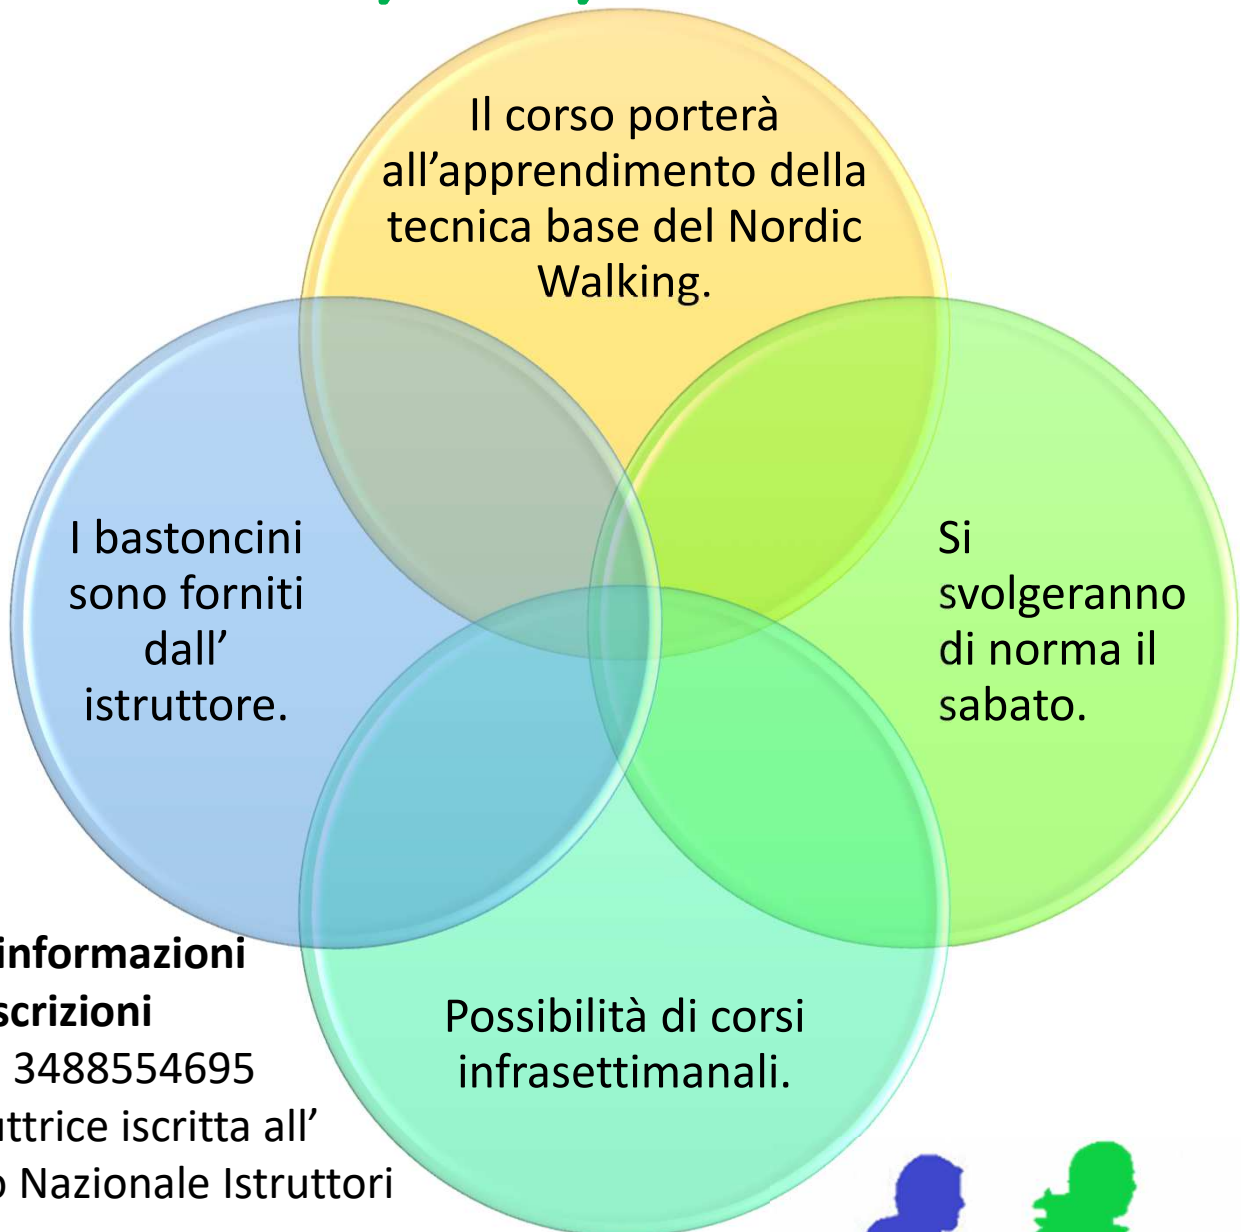 Il corso porterà
all’apprendimento della
tecnica base del Nordic
Walking.
I bastoncini
sono forniti
dall’
istruttore.
Si
svolgeranno
di norma il
sabato.
Possibilità di corsi
infrasettimanali.
informazioni
scrizioni
3488554695
uttrice iscritta all’
o Nazionale Istruttori